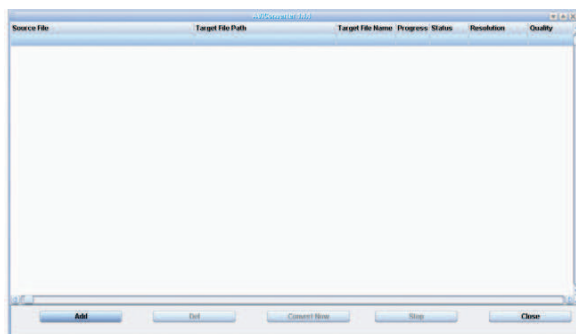 Source File Target File Path Target File Name Progress Status Resolution Quality
Add Del Convert Now Stop Close